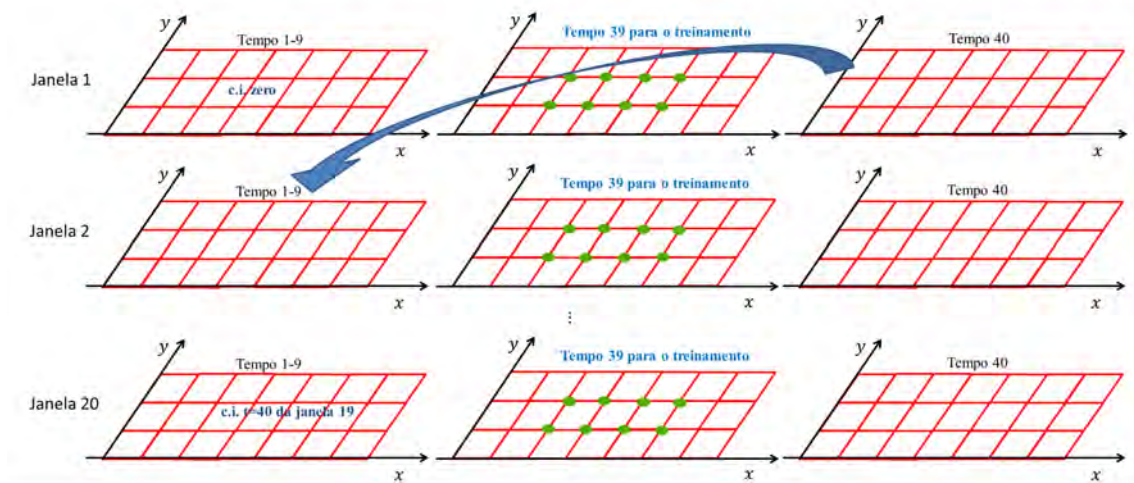 y
Tempo 1-9
Janela 1
c.i. zero
x
y
Tempo 39 para o treinamento
x
y
Tempo 40
x
y
Tempo 1-9
Janela 2
x
y
Tempo 39 para o treinamento
x
y
Tempo 40
x
⋮
y
Tempo 1-9
Janela 20
c.i. t=40 da janela 19
x
y
Tempo 39 para o treinamento
x
y
Tempo 40
x